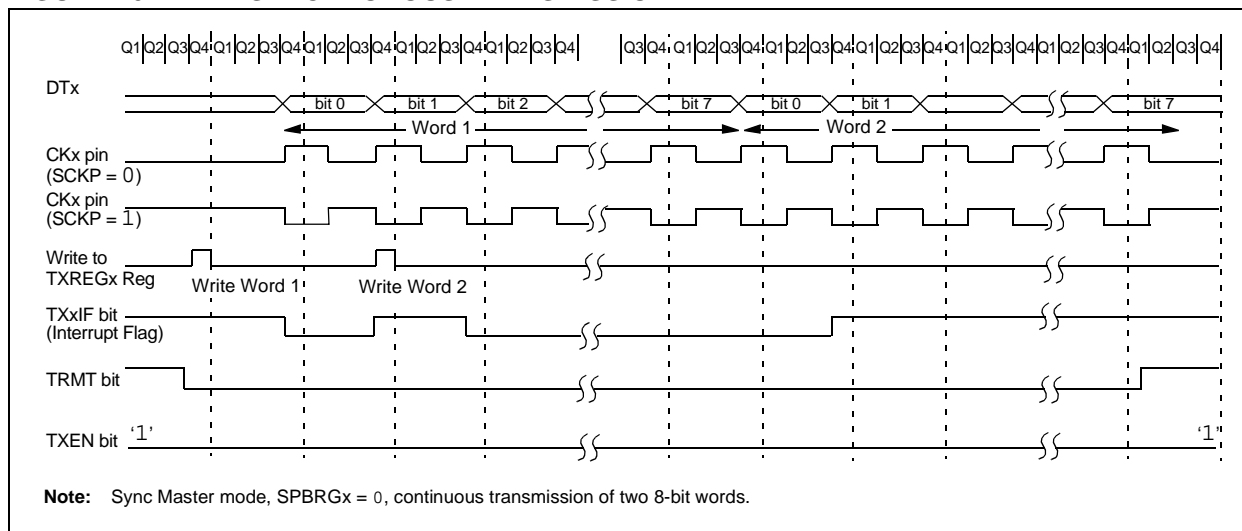 Q1 Q2 Q3 Q4 Q1 Q2 Q3 Q4 Q1 Q2 Q3 Q4 Q1 Q2 Q3 Q4 Q1 Q2 Q3 Q4 Q3 Q4 Q1 Q2 Q3 Q4 Q1 Q2 Q3 Q4 Q1 Q2 Q3 Q4 Q1 Q2 Q3 Q4 Q1 Q2 Q3 Q4 Q1 Q2 Q3 Q4
DTx
bit 0 bit 1 bit 2 bit 7 bit 0 bit 1 bit 7
Word 1 Word 2
CKx pin
(SCKP = 0)
CKx pin
(SCKP = 1)
Write to
TXREGx Reg
Write Word 1 Write Word 2
TXxIF bit
(Interrupt Flag)
TRMT bit
TXEN bit '1' '1'
Note: Sync Master mode, SPBRGx = 0, continuous transmission of two 8-bit words.